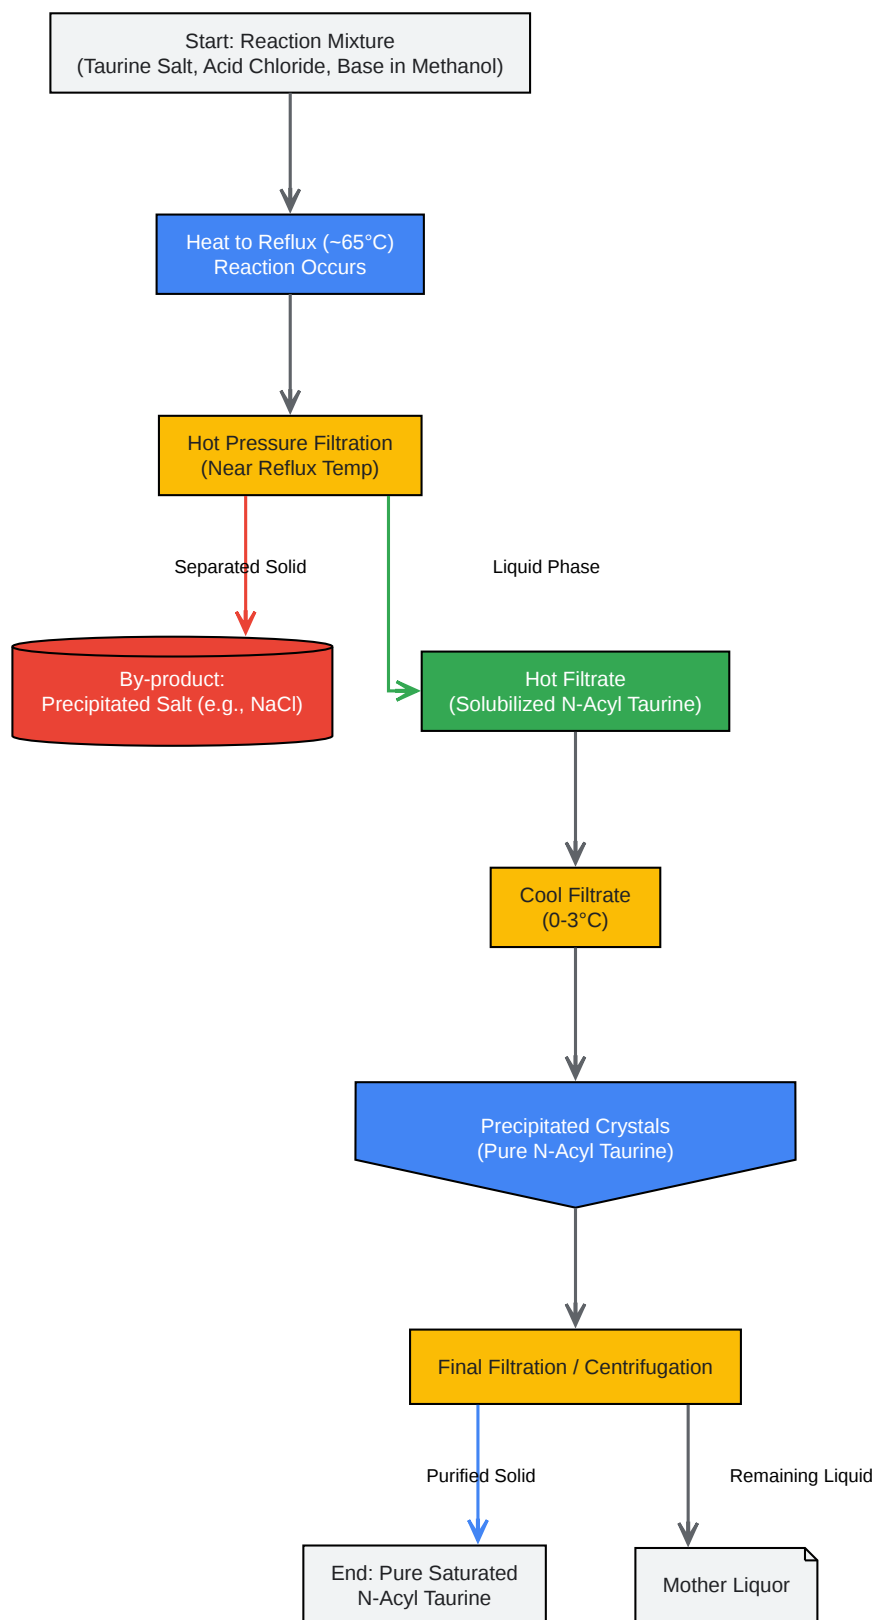 Start: Reaction Mixture
(Taurine Salt, Acid Chloride, Base in Methanol)
Heat to Reflux (~65°C)
Reaction Occurs
Hot Pressure Filtration
(Near Reflux Temp)
Separated Solid
Liquid Phase
By-product:
Precipitated Salt (e.g., NaCl)
Hot Filtrate
(Solubilized N-Acyl Taurine)
Cool Filtrate
(0-3°C)
Precipitated Crystals
(Pure N-Acyl Taurine)
Final Filtration / Centrifugation
Purified Solid
Remaining Liquid
End: Pure Saturated
N-Acyl Taurine
Mother Liquor